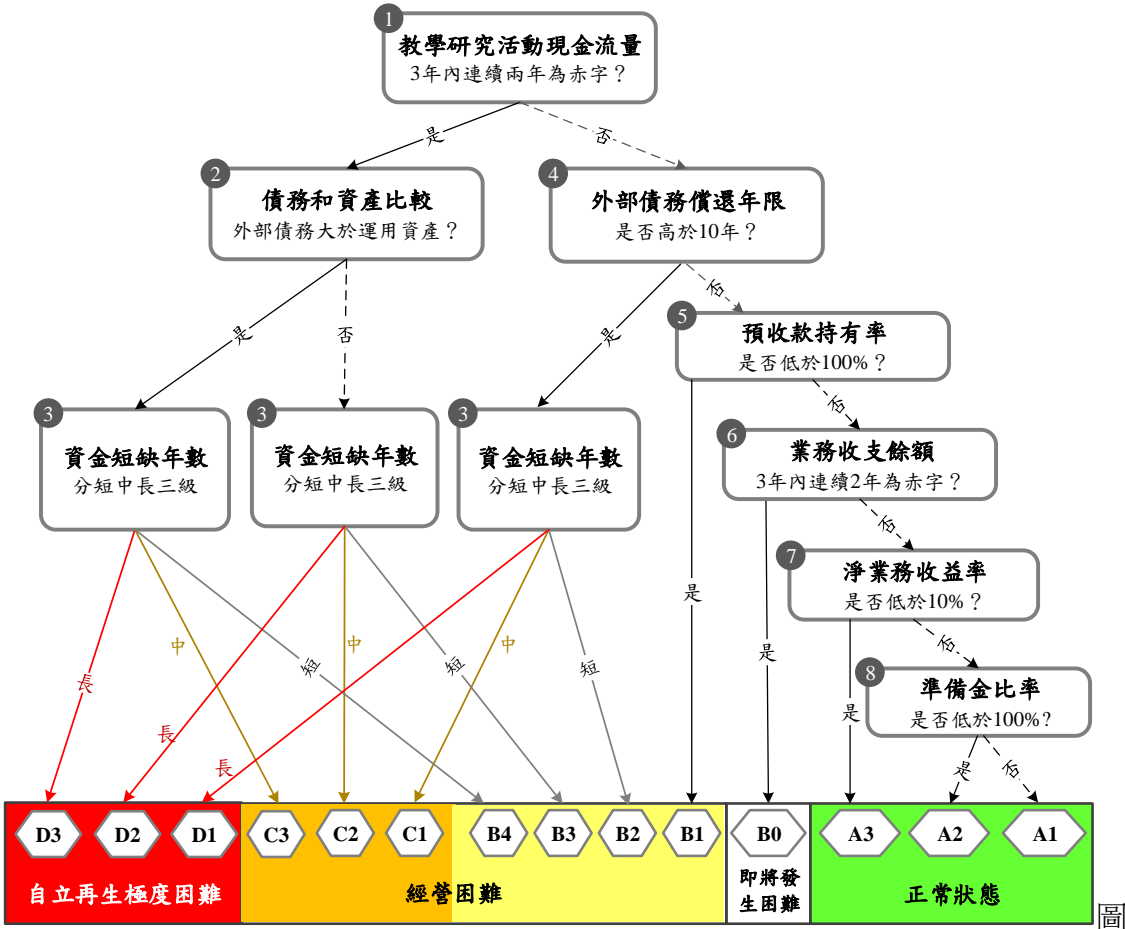 1
教學研究活動現金流量
3年內連續兩年為赤字？
是
否
2
債務和資產比較
外部債務大於運用資產？
4
外部債務償還年限
是否高於10年？
是
否
是
否
5
預收款持有率
是否低於100%？
否
3
資金短缺年數
分短中長三級
3
資金短缺年數
分短中長三級
3
資金短缺年數
分短中長三級
6
業務收支餘額
3年內連續2年為赤字？
否
7
淨業務收益率
是否低於10%？
是
否
中
中
中
短
短
短
是
8
準備金比率
是否低於100%?
長
長
長
是
是
否
D3
D2
D1
C3
C2
C1
B4
B3
B2
B1
B0
A3
A2
A1
自立再生極度困難
經營困難
即將發
生困難
正常狀態
圖